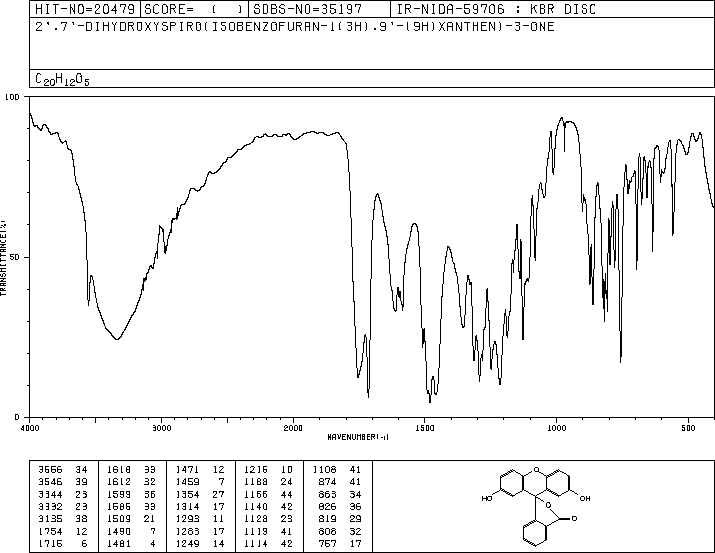 HIT-NO=20479 SCORE= ( ) SDBS-NO=35197 IR-NIDA-59706 : KBR DISC
2'.7'-DIHYDROXYSPIRO(ISOBENZOFURAN-1(3H).9'-(9H)XANTHEN)-3-ONE
C20H12O5
100
50
0
TRANSMITTANCE(%)
4000 3000 2000 1500 1000 500
WAVENUMBER(-1)
34 1618 39 1471 12 1216 10 1108 41
3546 39 1612 32 1459 7 1188 24 874 41
3344 23 1599 36 1354 27 1166 44 863 34
23 1586 33 1314 17 1140 42 826 36
3135 38 1509 21 1293 11 1128 23 819 29
1754 12 1490 7 1283 17 1119 41 808 32
1716 6 1481 4 1249 14 1114 42 757 17
O
HO OH
O
O